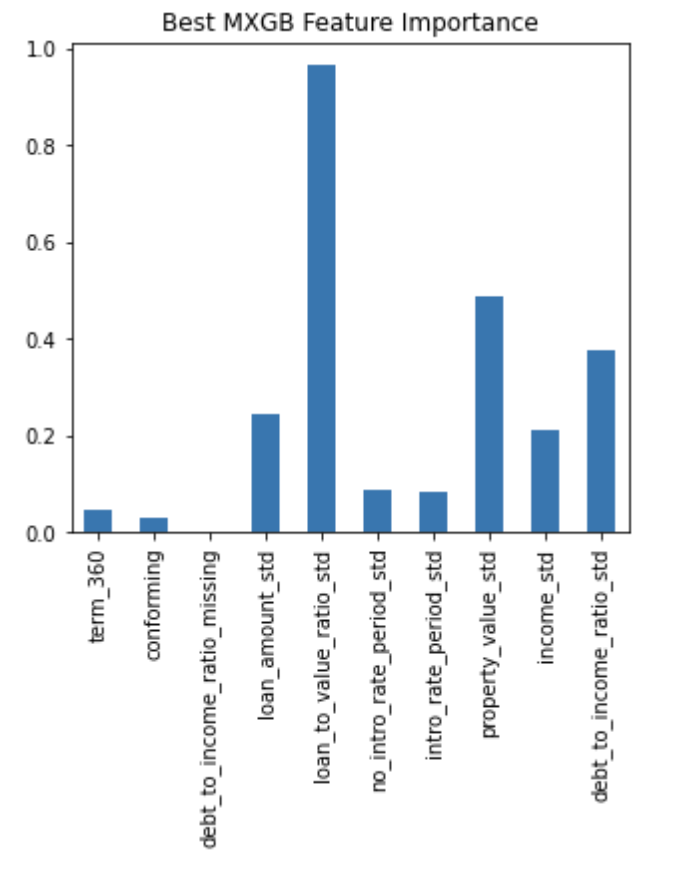 Best MXGB Feature Importance
1.0
0.8
0.6
0.4
0.2
0.0
term_360
conforming
debt_to_income_ratio_missing
loan_amount_std
loan_to_value_ratio_std
no_intro_rate_period_std
intro_rate_period_std
property_value_std
income_std
debt_to_income_ratio_std